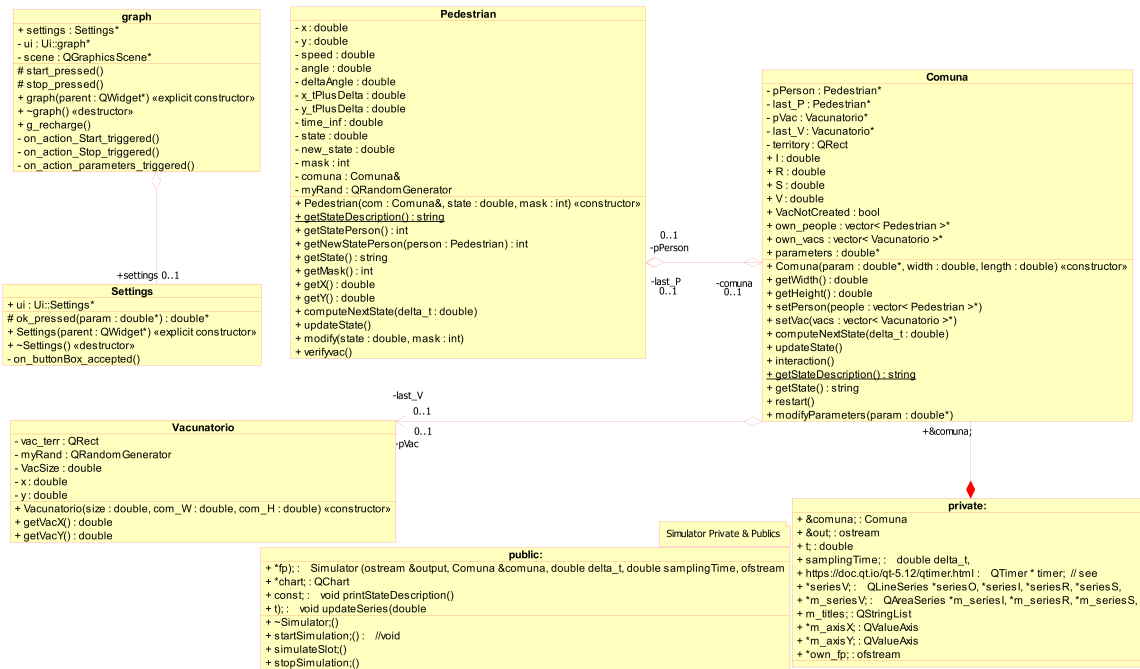 graph
+ settings : Settings*
- ui : Ui::graph*
- scene : QGraphicsScene*
# start_pressed()
# stop_pressed()
+ graph(parent : QWidget*) «explicit constructor»
+ ~graph() «destructor»
+ g_recharge()
- on_action_Start_triggered()
- on_action_Stop_triggered()
- on_action_parameters_triggered()
+settings 0..1
Settings
+ ui : Ui::Settings*
# ok_pressed(param : double*) : double*
+ Settings(parent : QWidget*) «explicit constructor»
+ ~Settings() «destructor»
- on_buttonBox_accepted()
Pedestrian
- x : double
- y : double
- speed : double
- angle : double
- deltaAngle : double
- x_tPlusDelta : double
- y_tPlusDelta : double
- time_inf : double
- state : double
- new_state : double
- mask : int
- comuna : Comuna&
- myRand : QRandomGenerator
+ Pedestrian(com : Comuna&, state : double, mask : int) «constructor»
+ getStateDescription() : string
+ getStatePerson() : int
+ getNewStatePerson(person : Pedestrian) : int
+ getState() : string
+ getMask() : int
+ getX() : double
+ getY() : double
+ computeNextState(delta_t : double)
+ updateState()
+ modify(state : double, mask : int)
+ verifyvac()
0..1
-pPerson
-last_P
0..1
-comuna
0..1
Comuna
- pPerson : Pedestrian*
- last_P : Pedestrian*
- pVac : Vacunatorio*
- last_V : Vacunatorio*
- territory : QRect
+ I : double
+ R : double
+ S : double
+ V : double
+ VacNotCreated : bool
+ own_people : vector< Pedestrian >*
+ own_vacs : vector< Vacunatorio >*
+ parameters : double*
+ Comuna(param : double*, width : double, length : double) «constructor»
+ getWidth() : double
+ getHeight() : double
+ setPerson(people : vector< Pedestrian >*)
+ setVac(vacs : vector< Vacunatorio >*)
+ computeNextState(delta_t : double)
+ updateState()
+ interaction()
+ getStateDescription() : string
+ getState() : string
+ restart()
+ modifyParameters(param : double*)
-last_V
0..1
0..1
-pVac
+&comuna;
Vacunatorio
- vac_terr : QRect
- myRand : QRandomGenerator
- VacSize : double
- x : double
- y : double
+ Vacunatorio(size : double, com_W : double, com_H : double) «constructor»
+ getVacX() : double
+ getVacY() : double
Simulator Private & Publics
public:
+ *fp); :   Simulator (ostream &output, Comuna &comuna, double delta_t, double samplingTime, ofstream
+ *chart; : QChart
+ const; :   void printStateDescription()
+ t); :   void updateSeries(double
+ ~Simulator;()
+ startSimulation;() :   //void
+ simulateSlot;()
+ stopSimulation;()
private:
+ &comuna; : Comuna
+ &out; : ostream
+ t; : double
+ samplingTime; :   double delta_t,
+ https://doc.qt.io/qt-5.12/qtimer.html :   QTimer * timer;  // see
+ *seriesV; :   QLineSeries *seriesO, *seriesI, *seriesR, *seriesS,
+ *m_seriesV; :   QAreaSeries *m_seriesI, *m_seriesR, *m_seriesS,
+ m_titles; : QStringList
+ *m_axisX; : QValueAxis
+ *m_axisY; : QValueAxis
+ *own_fp; : ofstream